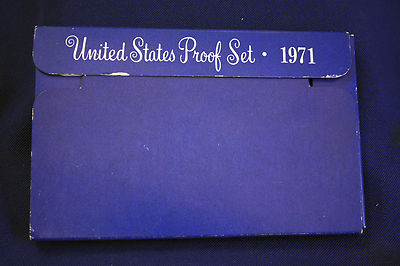 United States Proof Set · 1971